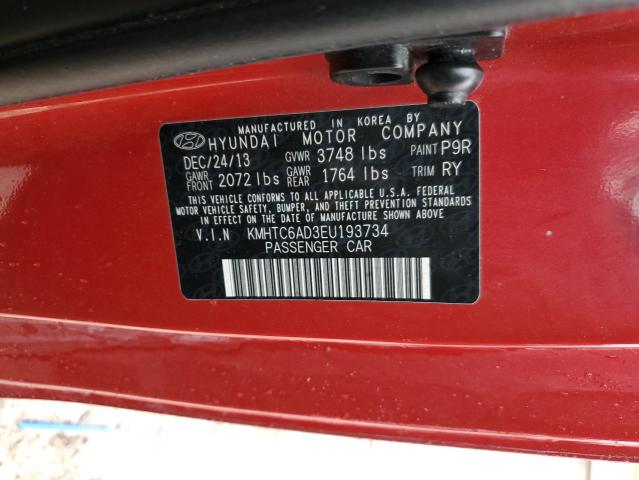 MANUFACTURED IN KOREA BY
HYUNDAI MOTOR COMPANY
DEC/24/13 GVWR 3748 lbs PAINT P9R
GAWR FRONT 2072 lbs GAWR REAR 1764 lbs TRIM RY
THIS VEHICLE CONFORMS TO ALL APPLICABLE U.S.A. FEDERAL
MOTOR VEHICLE SAFETY, BUMPER, AND THEFT PREVENTION STANDARDS
IN EFFECT ON THE DATE OF MANUFACTURE SHOWN ABOVE.
V.I.N KMHTC6AD3EU193734
PASSENGER CAR